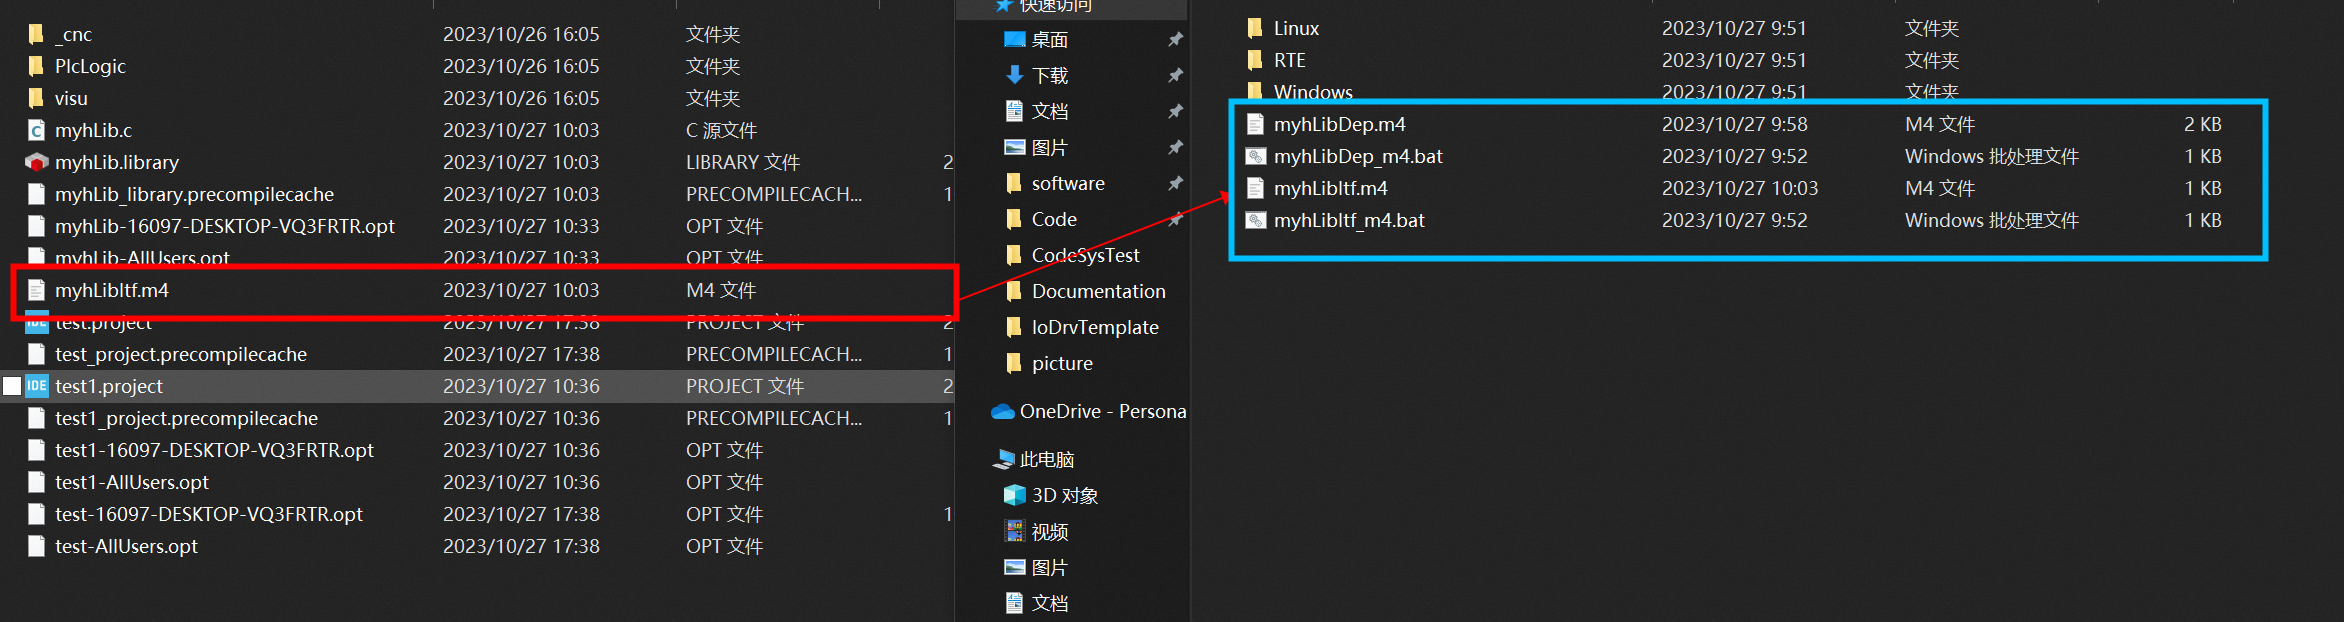 _cnc 2023/10/26 16:05 文件夹
PlcLogic 2023/10/26 16:05 文件夹
visu 2023/10/26 16:05 文件夹
myhLib.c 2023/10/27 10:03 C 源文件
myhLib.library 2023/10/27 10:03 LIBRARY 文件 2
myhLib_library.precompilecache 2023/10/27 10:03 PRECOMPILECACH... 1
myhLib-16097-DESKTOP-VQ3FRTR.opt 2023/10/27 10:33 OPT 文件
myhLib-AllUsers.opt 2023/10/27 10:33 OPT 文件
myhLibItf.m4 2023/10/27 10:03 M4 文件
test.project 2023/10/27 17:38 PROJECT 文件 2
test_project.precompilecache 2023/10/27 17:38 PRECOMPILECACH... 1
IDE test1.project 2023/10/27 10:36 PROJECT 文件 2
test1_project.precompilecache 2023/10/27 10:36 PRECOMPILECACH... 1
test1-16097-DESKTOP-VQ3FRTR.opt 2023/10/27 10:36 OPT 文件
test1-AllUsers.opt 2023/10/27 10:36 OPT 文件
test-16097-DESKTOP-VQ3FRTR.opt 2023/10/27 17:38 OPT 文件 1
test-AllUsers.opt 2023/10/27 17:38 OPT 文件
快速访问
桌面
下载
文档
图片
software
Code
CodeSysTest
Documentation
IoDrvTemplate
picture
OneDrive - Persona
此电脑
3D 对象
视频
图片
文档
Linux 2023/10/27 9:51 文件夹
RTE 2023/10/27 9:51 文件夹
Windows 2023/10/27 9:51 文件夹
myhLibDep.m4 2023/10/27 9:58 M4 文件 2 KB
myhLibDep_m4.bat 2023/10/27 9:52 Windows 批处理文件 1 KB
myhLibItf.m4 2023/10/27 10:03 M4 文件 1 KB
myhLibItf_m4.bat 2023/10/27 9:52 Windows 批处理文件 1 KB